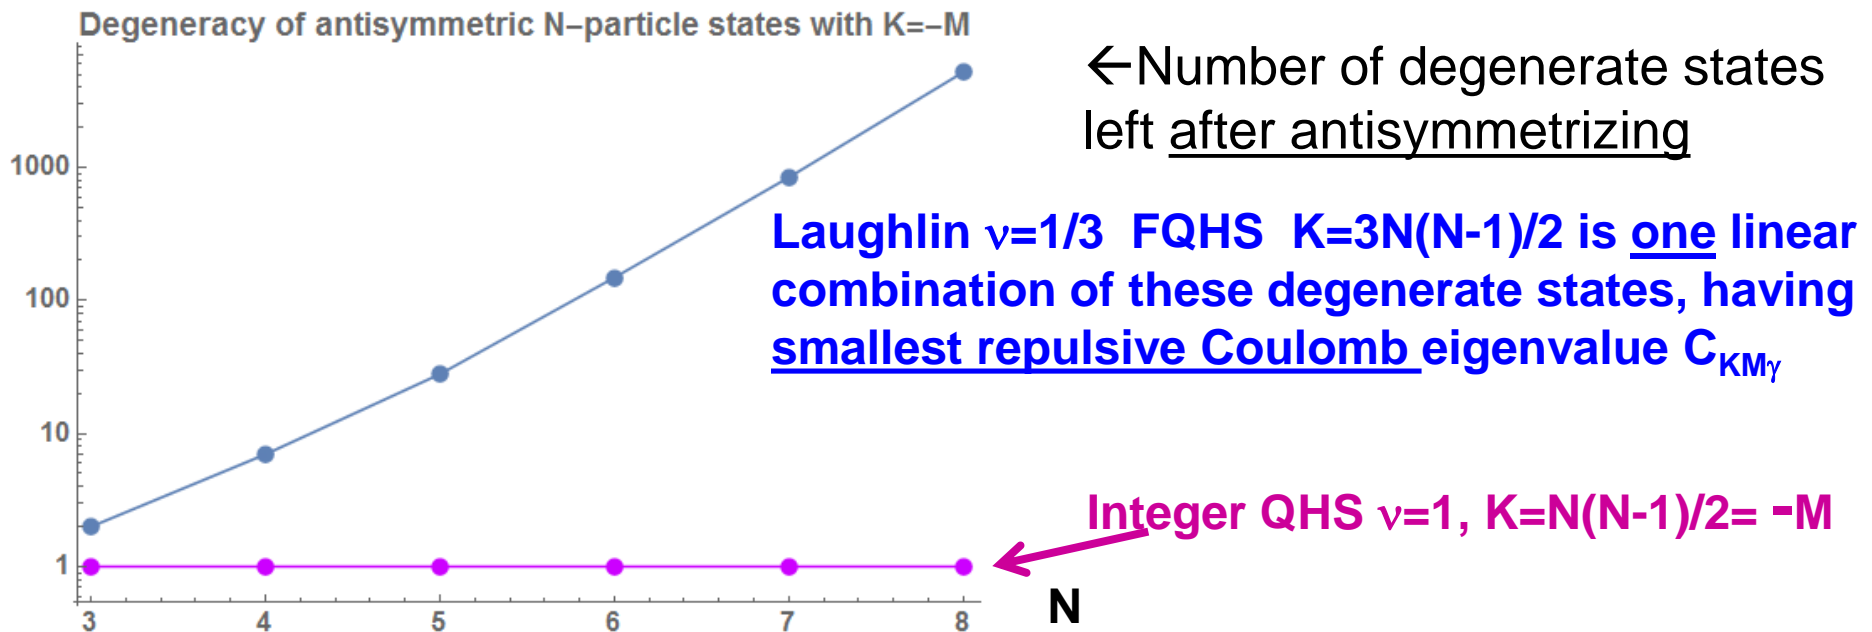 Degeneracy of antisymmetric N–particle states with K=–M
←Number of degenerate states
left after antisymmetrizing
1000
Laughlin ν=1/3 FQHS K=3N(N-1)/2 is one linear
combination of these degenerate states, having
smallest repulsive Coulomb eigenvalue CKMγ
100
10
Integer QHS ν=1, K=N(N-1)/2= -M
1
3 4 5 6 7 8
N